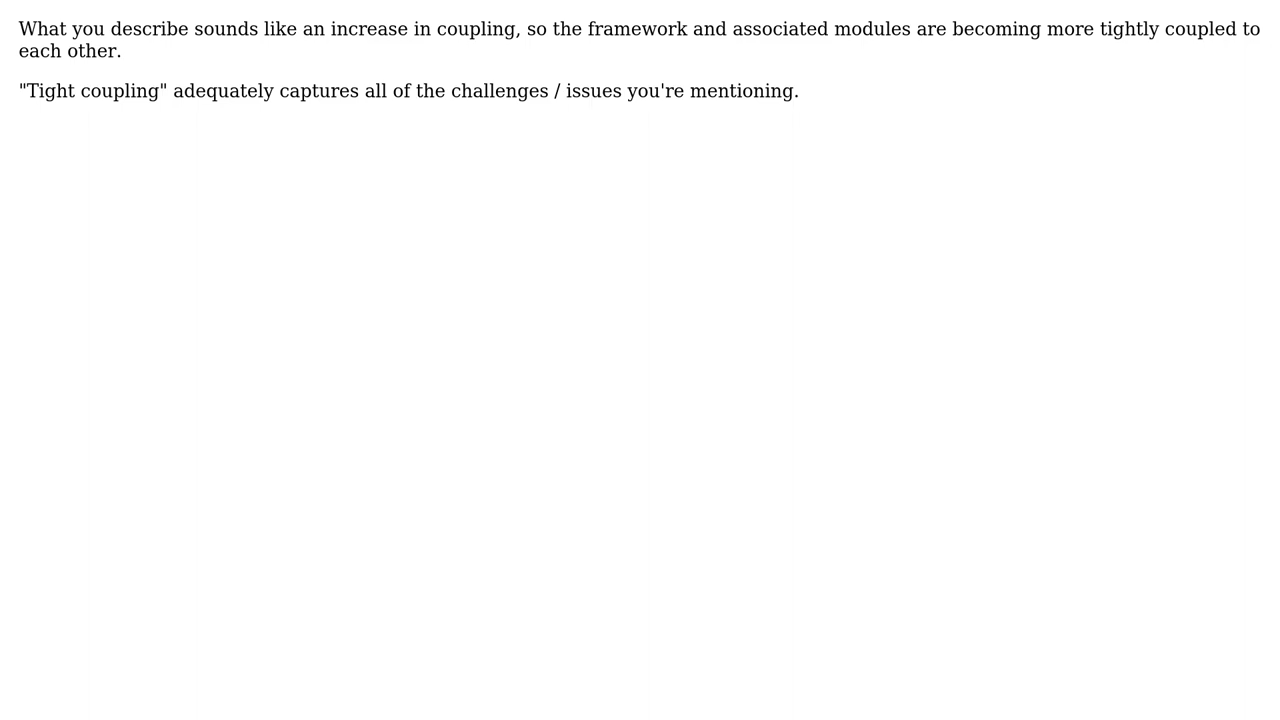 What you describe sounds like an increase in coupling, so the framework and associated modules are becoming more tightly coupled to
each other.
"Tight coupling" adequately captures all of the challenges / issues you're mentioning.